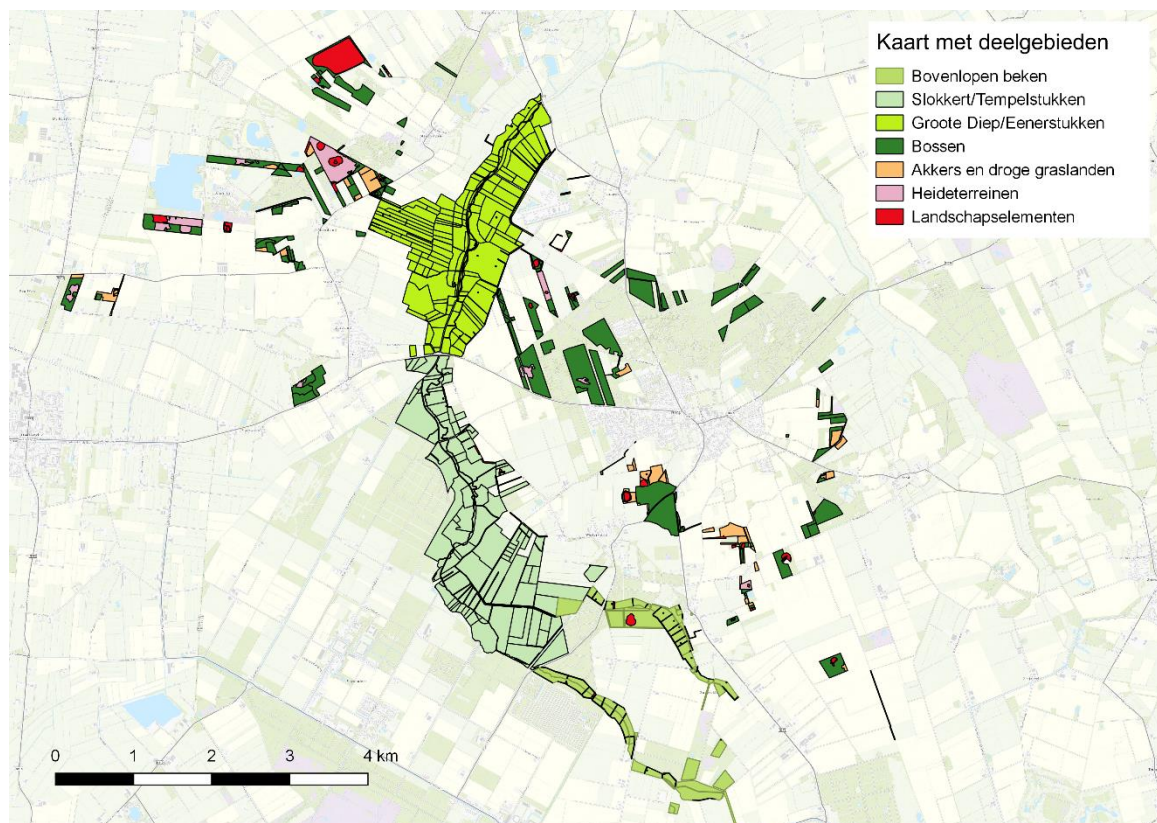 Kaart met deelgebieden
Bovenlopen beken
Slokkert/Tempelstukken
Groote Diep/Eenerstukken
Bossen
Akkers en droge graslanden
Heideterreinen
Landschapselementen
0 1 2 3 4 km